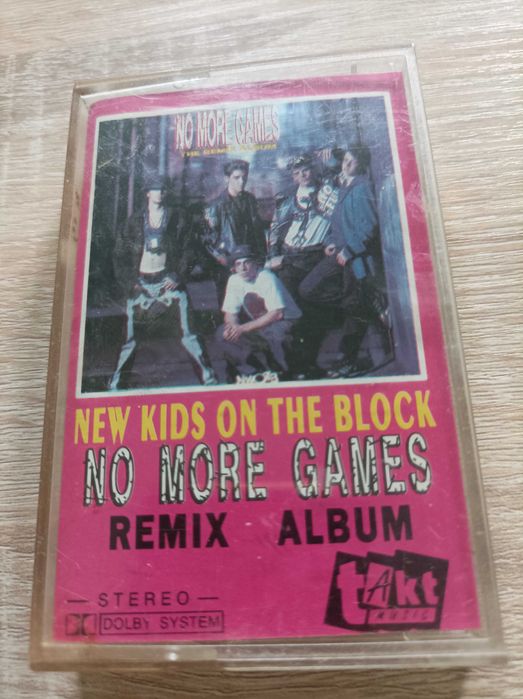 NO MORE GAMES
THE REMIX ALBUM
NEW KIDS ON THE BLOCK
NO MORE GAMES
REMIX ALBUM
— STEREO —
DOLBY SYSTEM
tAkt
MUSIC